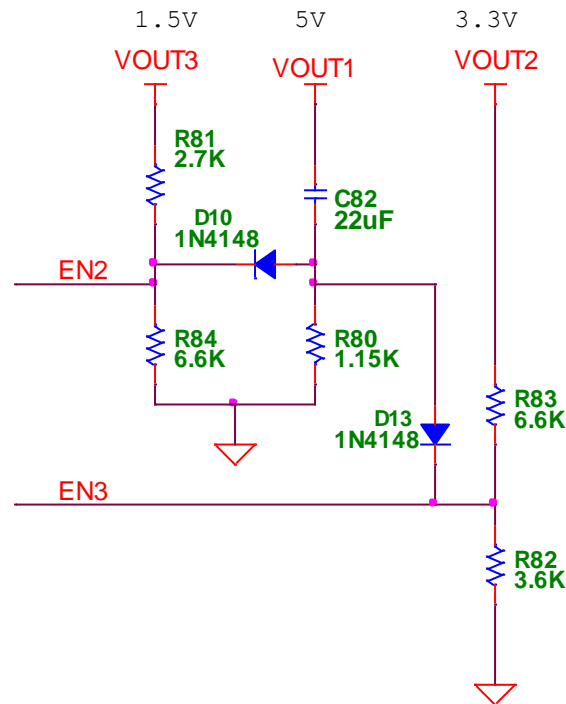 1.5V 5V 3.3V
VOUT3 VOUT1 VOUT2
R81
2.7K
C82
22uF
D10
1N4148
EN2
R84
6.6K
R80
1.15K
R83
6.6K
D13
1N4148
EN3
R82
3.6K